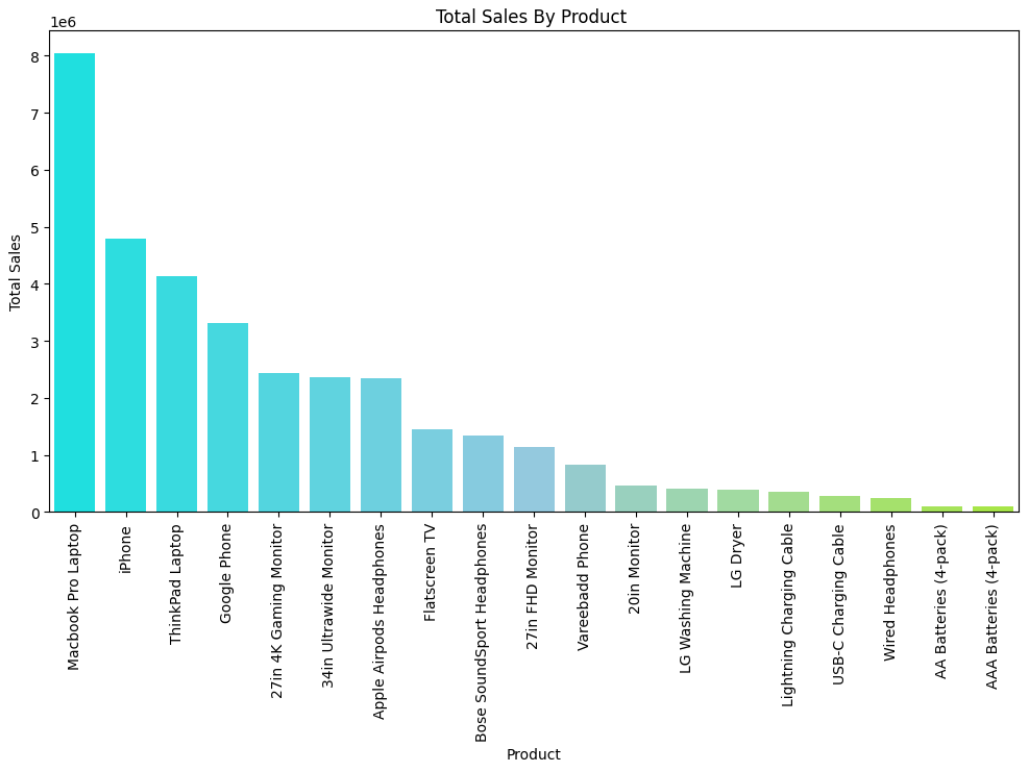 Total Sales By Product
1e6
8
7
6
5
4
3
2
1
0
Total Sales
Macbook Pro Laptop
iPhone
ThinkPad Laptop
Google Phone
27in 4K Gaming Monitor
34in Ultrawide Monitor
Apple Airpods Headphones
Flatscreen TV
Bose SoundSport Headphones
27in FHD Monitor
Vareebadd Phone
20in Monitor
LG Washing Machine
LG Dryer
Lightning Charging Cable
USB-C Charging Cable
Wired Headphones
AA Batteries (4-pack)
AAA Batteries (4-pack)
Product